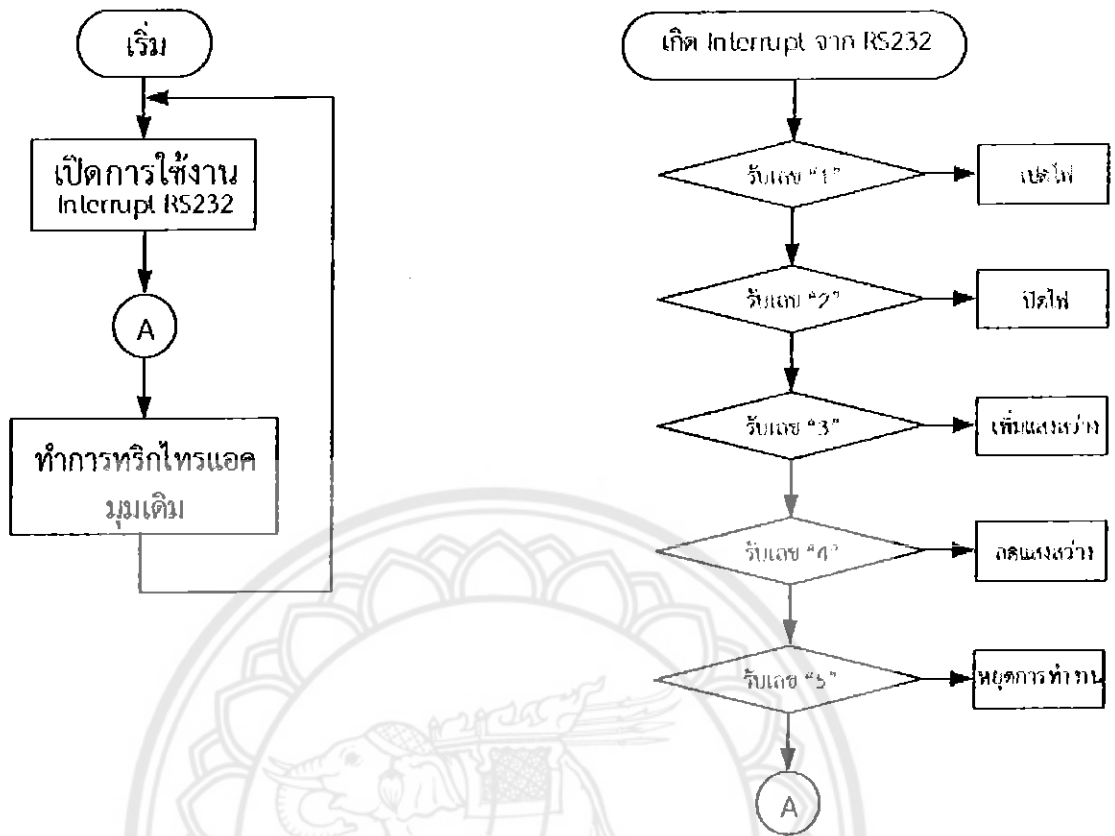 เริ่ม
เปิดการใช้งาน
Interrupt RS232
A
ทำการทริกไทรแอค
มุมเดิม
เกิด Interrupt จาก RS232
รับเลข "1"
เปิดไฟ
รับเลข "2"
ปิดไฟ
รับเลข "3"
เพิ่มแสงสว่าง
รับเลข "4"
ลดแสงสว่าง
รับเลข "5"
หยุดการทำงาน
A